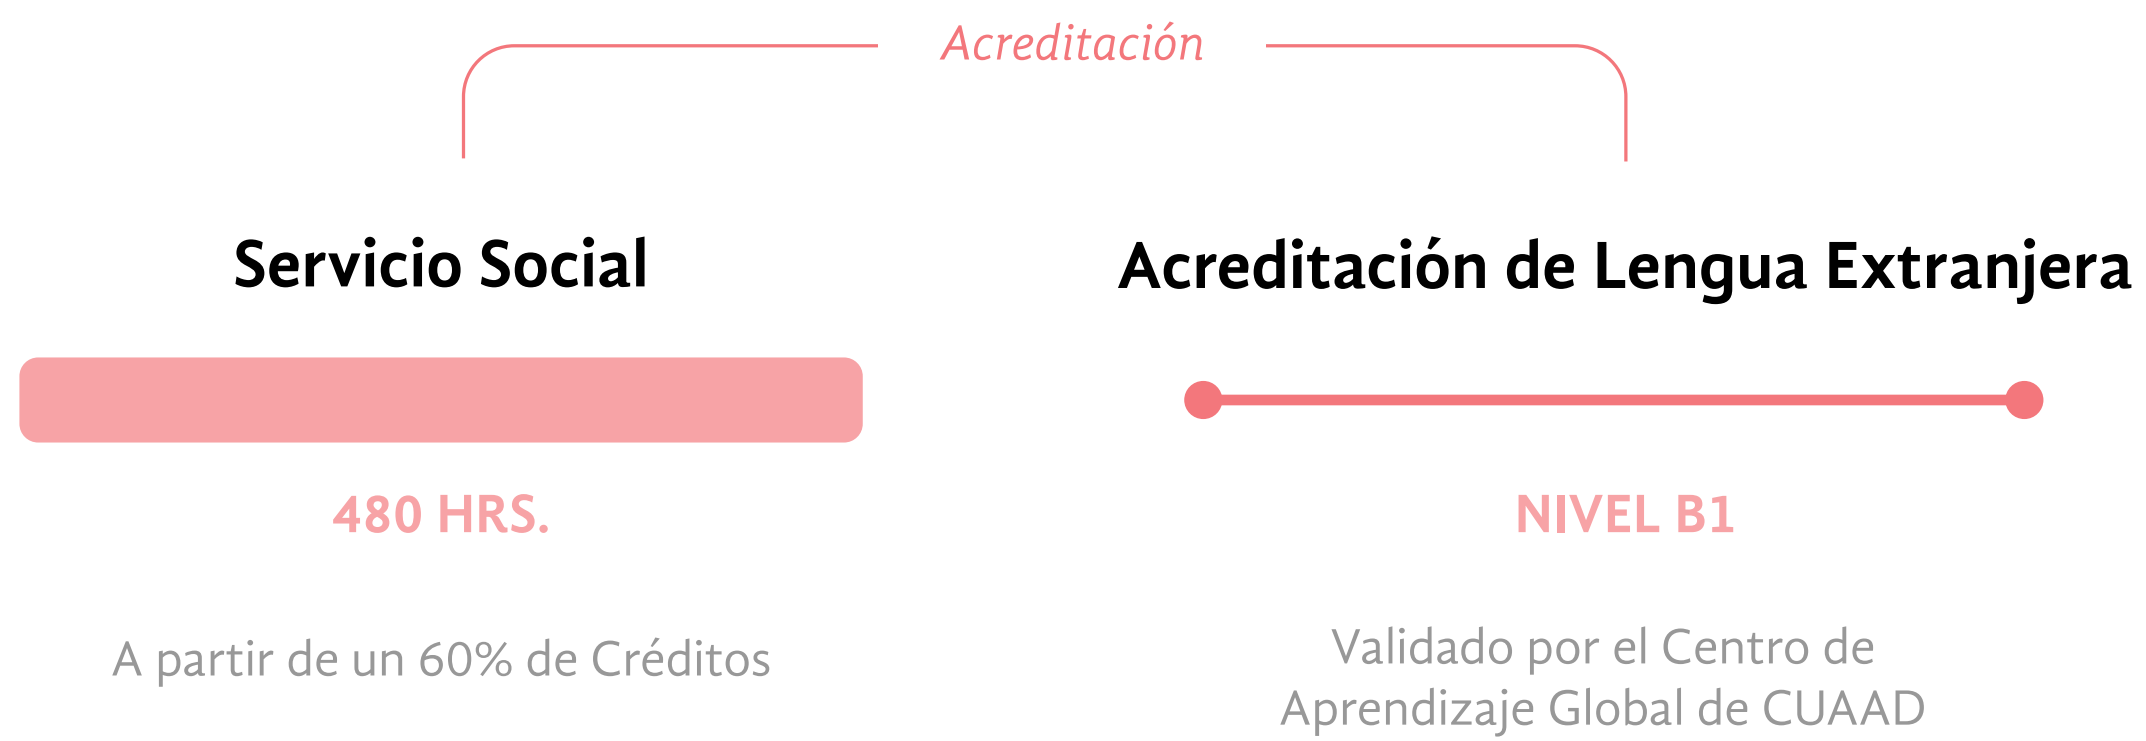 Acreditación
Servicio Social
480 HRS.
A partir de un 60% de Créditos
Acreditación de Lengua Extranjera
NIVEL B1
Validado por el Centro de
Aprendizaje Global de CUAAD